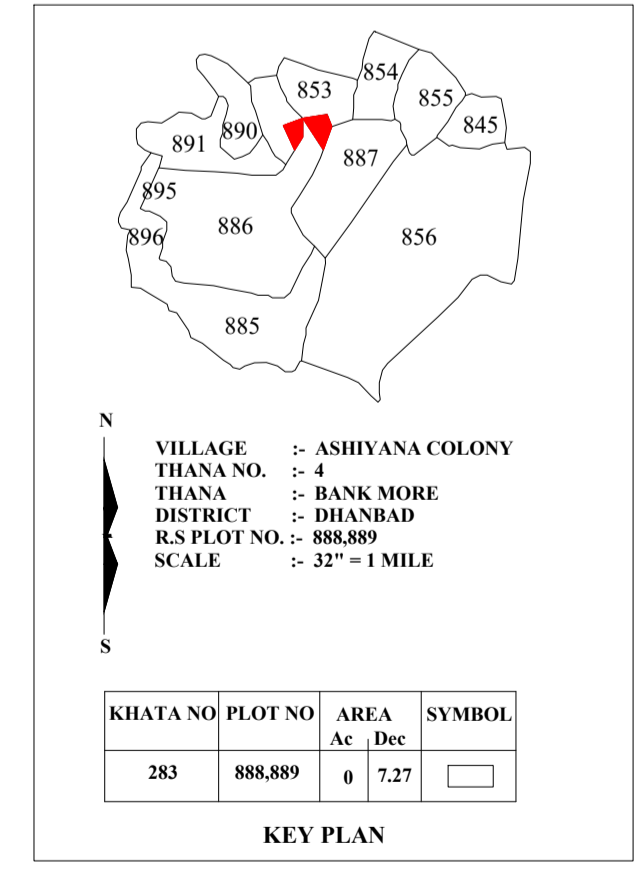 854
853
855
845
890
891
887
895
886
896
856
885
N
VILLAGE :- ASHIYANA COLONY
THANA NO. :- 4
THANA :- BANK MORE
DISTRICT :- DHANBAD
R.S PLOT NO. :- 888,889
SCALE :- 32" = 1 MILE
S
KHATA NO PLOT NO AREA SYMBOL
Ac Dec
283 888,889 0 7.27
KEY PLAN